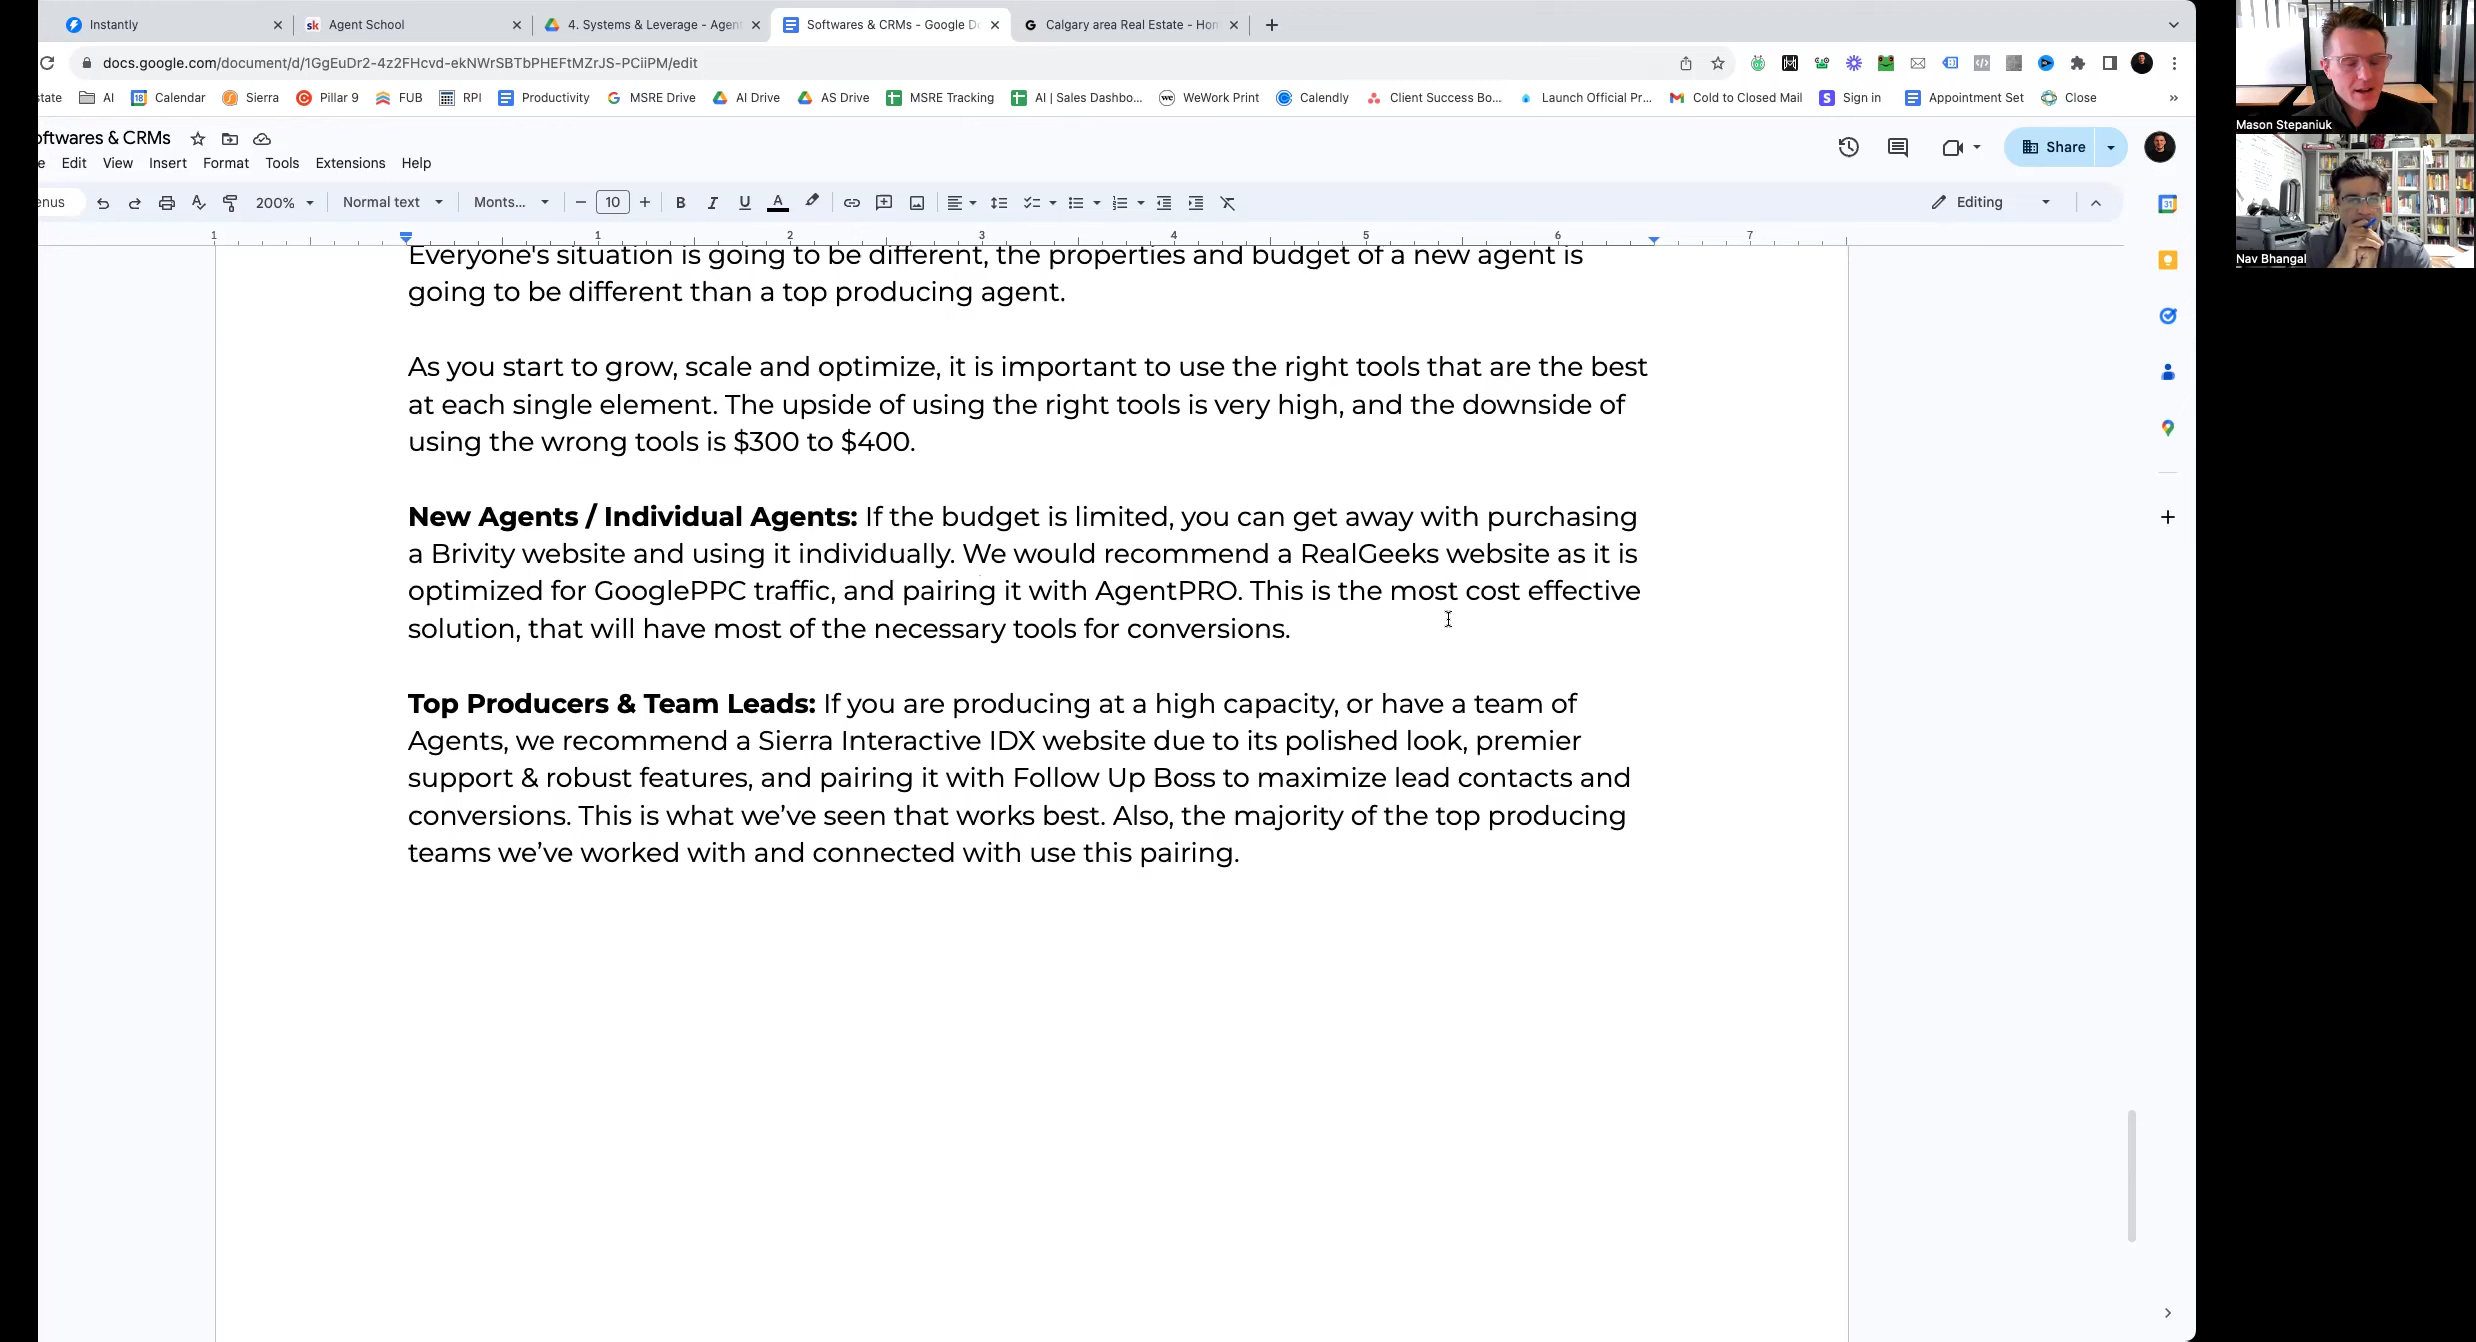 Instantly
Agent School
4. Systems & Leverage - Agent
Softwares & CRMs - Google Do
Calgary area Real Estate - Hom
docs.google.com/document/d/1GgEuDr2-4z2FHcvd-ekNWrSBTbPHEFtMZrJS-PCiiPM/edit
state AI Calendar Sierra Pillar 9 FUB RPI Productivity MSRE Drive AI Drive AS Drive MSRE Tracking AI | Sales Dashbo... WeWork Print Calendly Client Success Bo... Launch Official Pr... Cold to Closed Mail Sign in Appointment Set Close
oftwares & CRMs
e Edit View Insert Format Tools Extensions Help
Share
enus 200% Normal text Monts... 10 Editing
1 1 2 3 4 5 6 7
Everyone's situation is going to be different, the properties and budget of a new agent is
going to be different than a top producing agent.
As you start to grow, scale and optimize, it is important to use the right tools that are the best
at each single element. The upside of using the right tools is very high, and the downside of
using the wrong tools is $300 to $400.
New Agents / Individual Agents: If the budget is limited, you can get away with purchasing
a Brivity website and using it individually. We would recommend a RealGeeks website as it is
optimized for GooglePPC traffic, and pairing it with AgentPRO. This is the most cost effective
solution, that will have most of the necessary tools for conversions.
Top Producers & Team Leads: If you are producing at a high capacity, or have a team of
Agents, we recommend a Sierra Interactive IDX website due to its polished look, premier
support & robust features, and pairing it with Follow Up Boss to maximize lead contacts and
conversions. This is what we've seen that works best. Also, the majority of the top producing
teams we've worked with and connected with use this pairing.
Mason Stepaniuk
Nav Bhangal